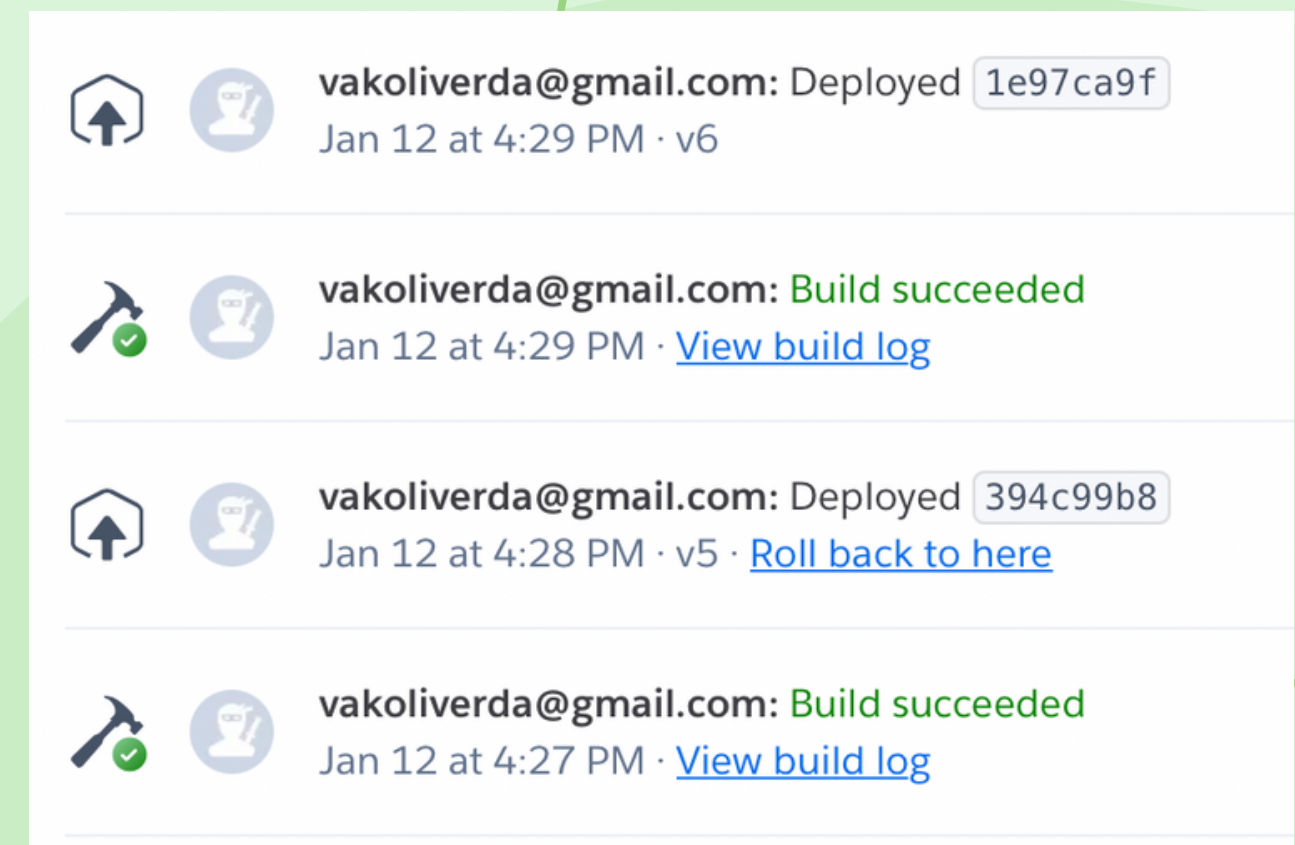 vakoliverda@gmail.com: Deployed 1e97ca9f
Jan 12 at 4:29 PM · v6
vakoliverda@gmail.com: Build succeeded
Jan 12 at 4:29 PM · View build log
vakoliverda@gmail.com: Deployed 394c99b8
Jan 12 at 4:28 PM · v5 · Roll back to here
vakoliverda@gmail.com: Build succeeded
Jan 12 at 4:27 PM · View build log